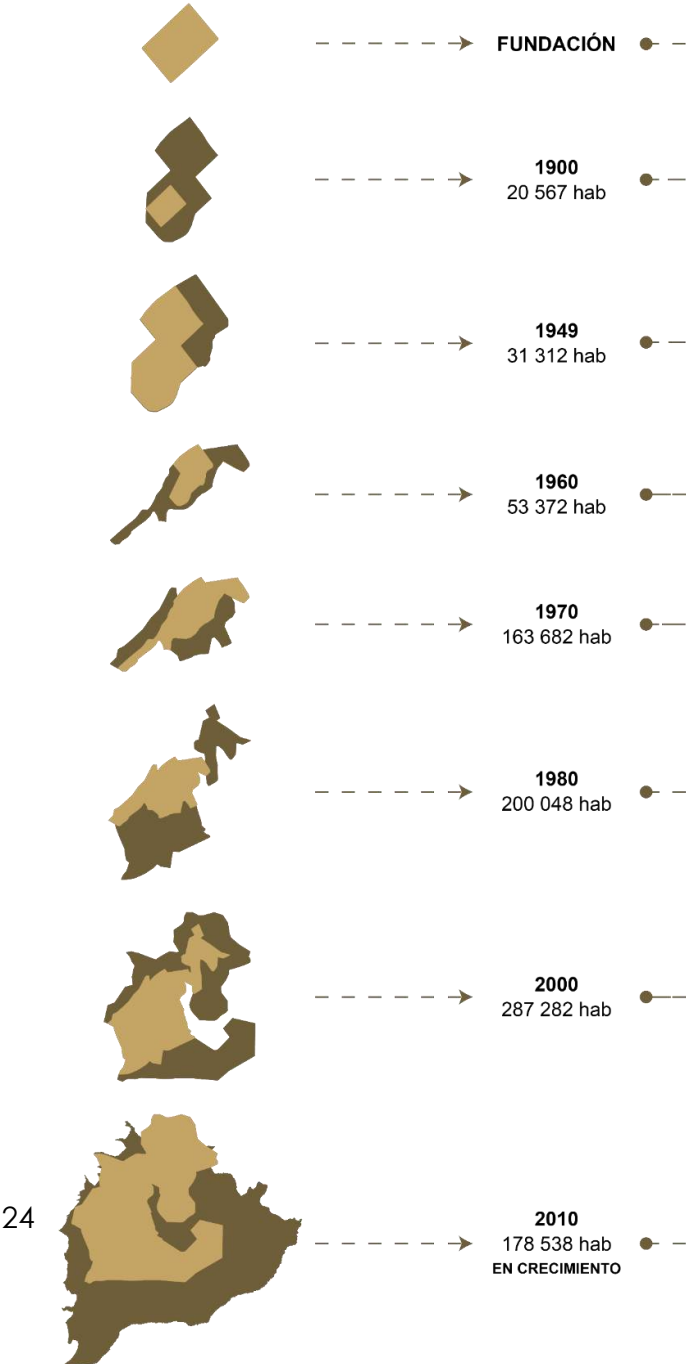 FUNDACIÓN
1900
20 567 hab
1949
31 312 hab
1960
53 372 hab
1970
163 682 hab
1980
200 048 hab
2000
287 282 hab
24
2010
178 538 hab
EN CRECIMIENTO